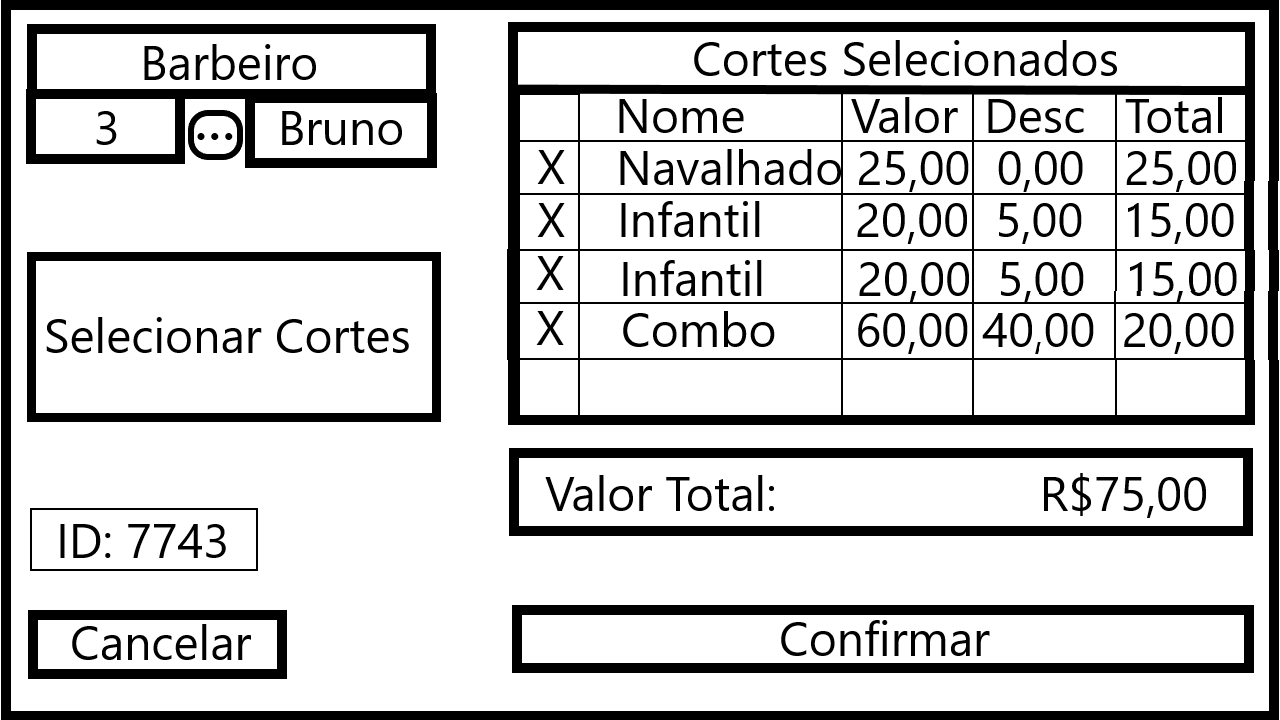 Barbeiro
3 ... Bruno
Selecionar Cortes
ID: 7743
Cancelar
Cortes Selecionados
Nome Valor Desc Total
X Navalhado 25,00 0,00 25,00
X Infantil 20,00 5,00 15,00
X Infantil 20,00 5,00 15,00
X Combo 60,00 40,00 20,00
Valor Total: R$75,00
Confirmar